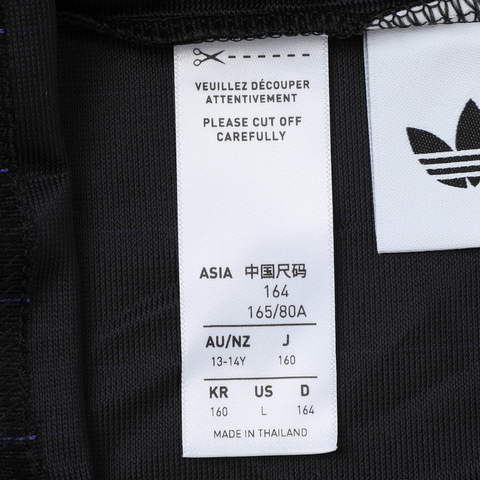 VEUILLEZ DÉCOUPER
ATTENTIVEMENT
PLEASE CUT OFF
CAREFULLY
ASIA 中国尺码
164
165/80A
AU/NZ J
13-14Y 160
KR US D
160 L 164
MADE IN THAILAND